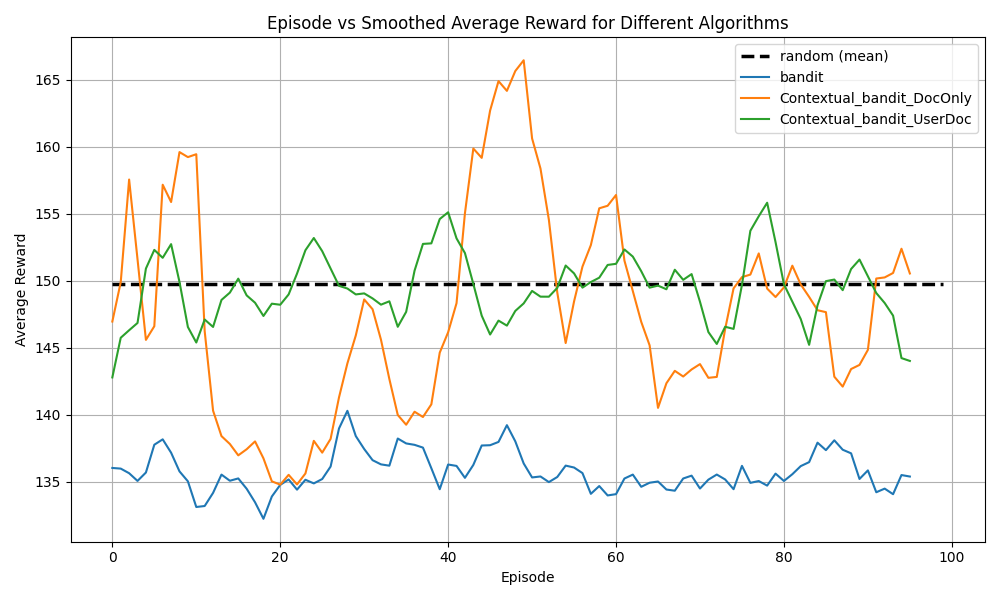 Episode vs Smoothed Average Reward for Different Algorithms
random (mean)
bandit
Contextual_bandit_DocOnly
Contextual_bandit_UserDoc
Average Reward
165
160
155
150
145
140
135
0 20 40 60 80 100
Episode